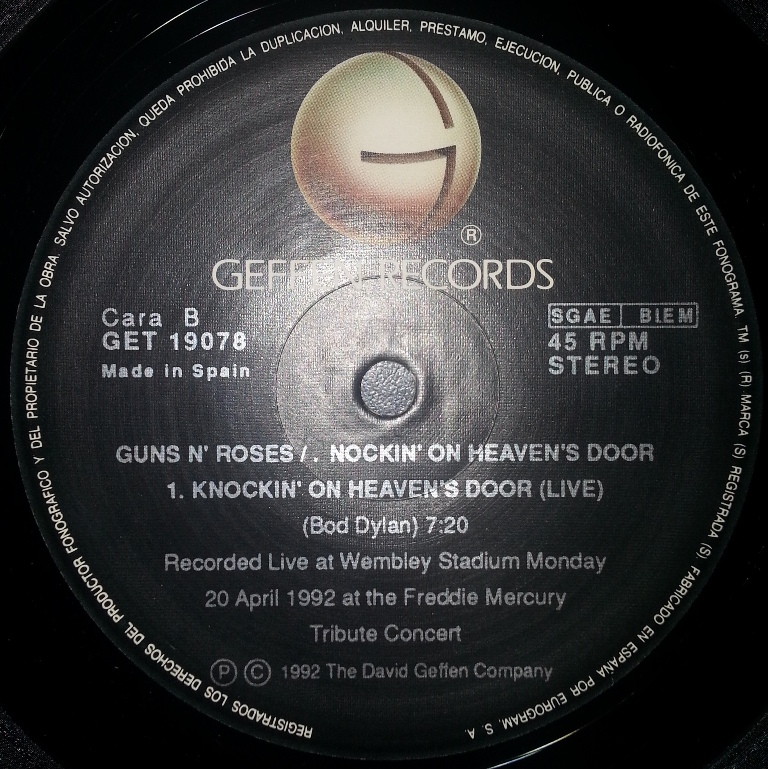 REGISTRADOS LOS DERECHOS DEL PRODUCTOR FONOGRAFICO Y DEL PROPIETARIO DE LA OBRA. SALVO AUTORIZACION, QUEDA PROHIBIDA LA DUPLICACION, ALQUILER, PRESTAMO, EJECUCION, PUBLICA O RADIOFONICA DE ESTE FONOGRAMA. TM (s) (R) MARCA (S) REGISTRADA (S) FABRICADO EN ESPAÑA POR EUROGRAM, S. A.
®
GEFFEN RECORDS
Cara B
GET 19078
Made in Spain
SGAE | BIEM
45 RPM
STEREO
GUNS N' ROSES / . NOCKIN' ON HEAVEN'S DOOR
1. KNOCKIN' ON HEAVEN'S DOOR (LIVE)
(Bod Dylan) 7:20
Recorded Live at Wembley Stadium Monday
20 April 1992 at the Freddie Mercury
Tribute Concert
Ⓟ Ⓒ 1992 The David Geffen Company